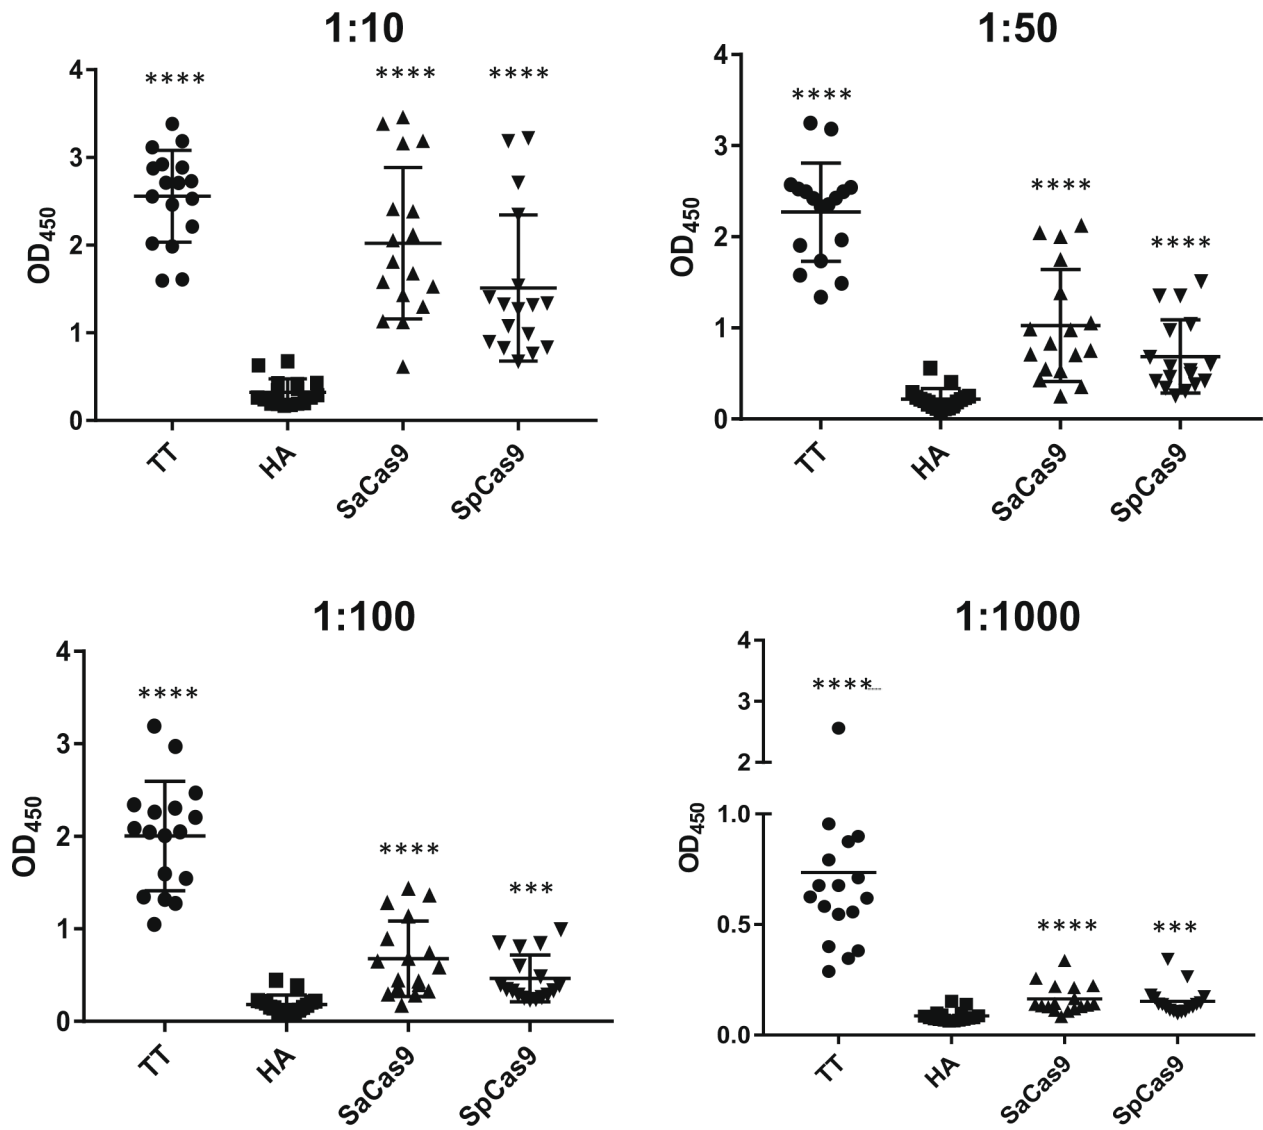 1:10
4
3
2
1
0
OD450
****
****
****
TT
HA
SaCas9
SpCas9
1:50
4
3
2
1
0
OD450
****
****
****
TT
HA
SaCas9
SpCas9
1:100
4
3
2
1
0
OD450
****
****
***
TT
HA
SaCas9
SpCas9
1:1000
4
3
2
1.0
0.5
0.0
OD450
****
****
***
TT
HA
SaCas9
SpCas9